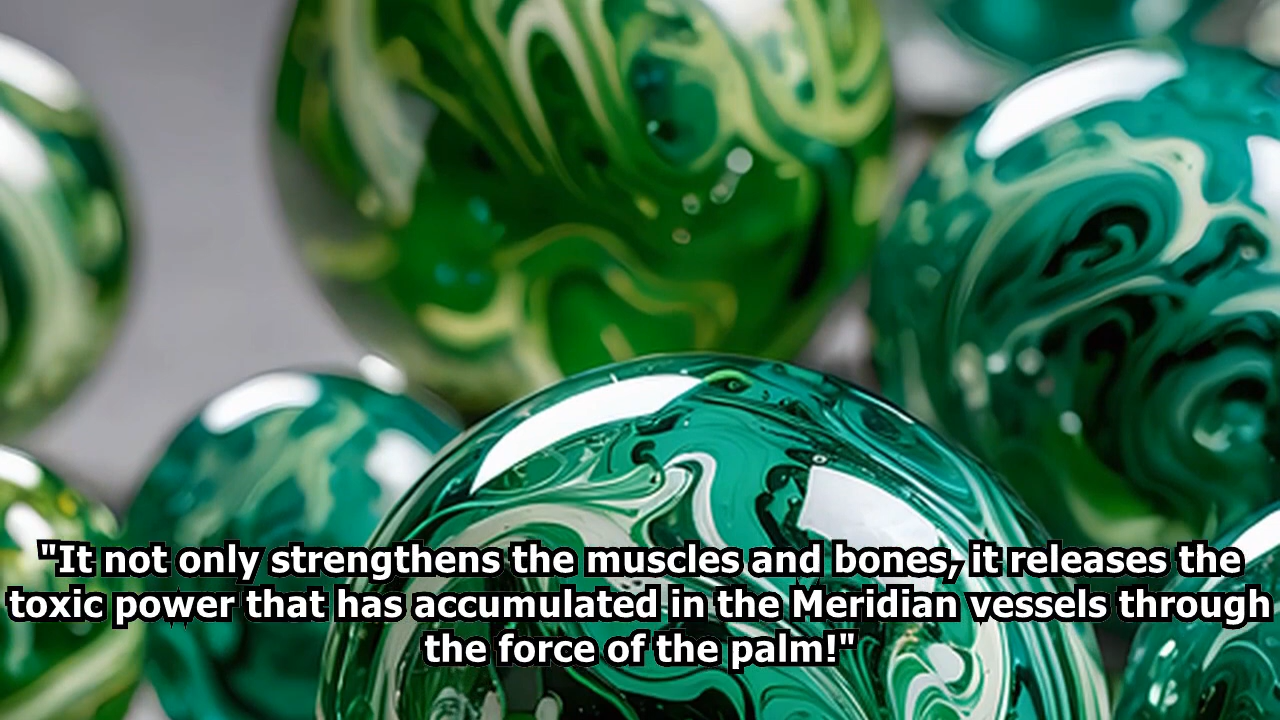 "It not only strengthens the muscles and bones, it releases the
toxic power that has accumulated in the Meridian vessels through
the force of the palm!"